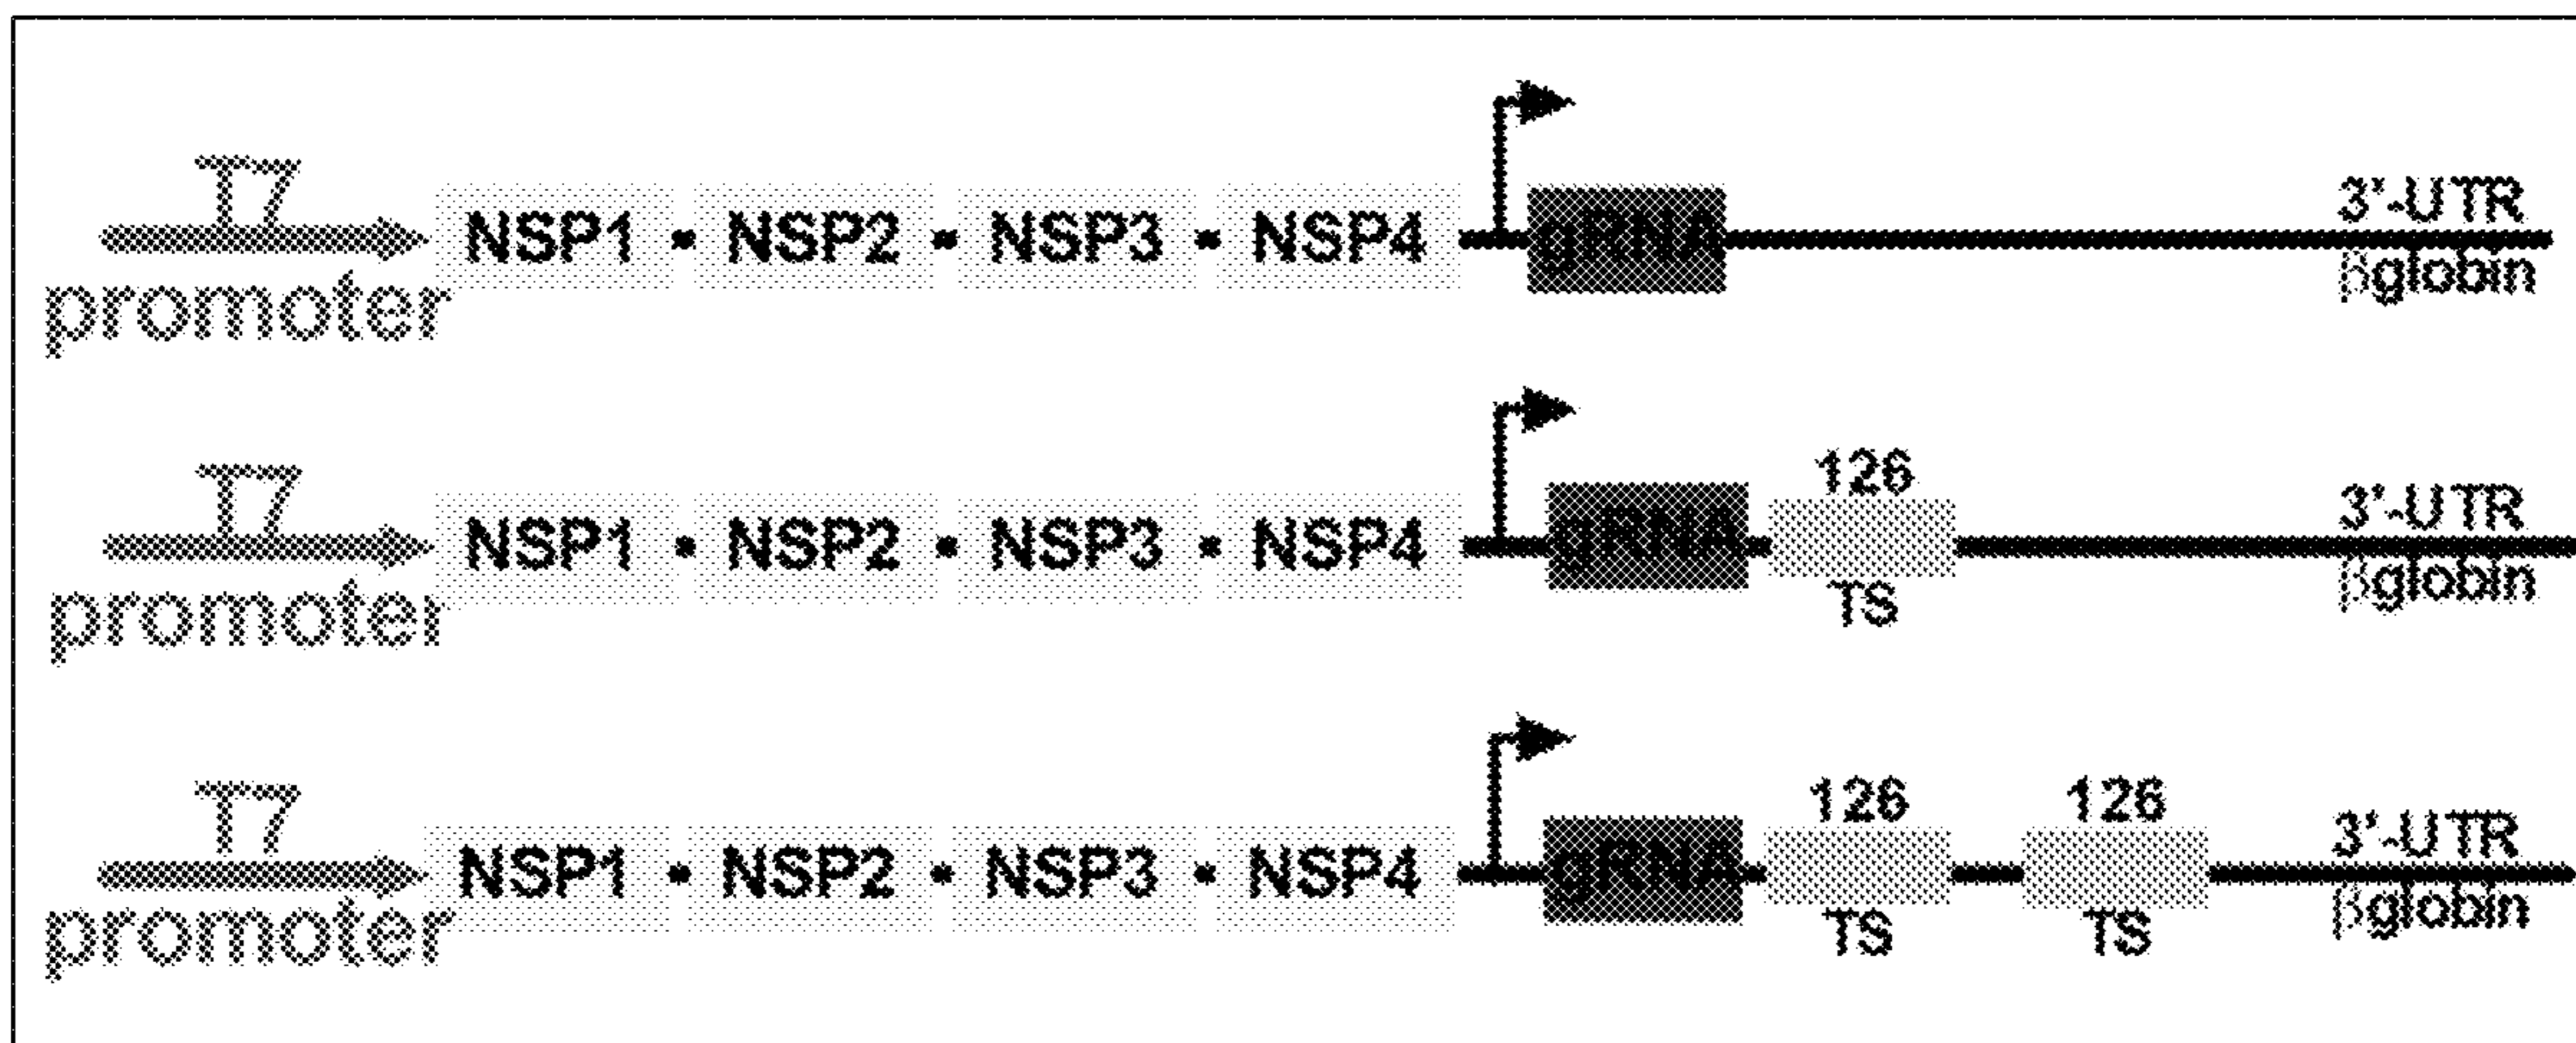 T7
promoter
NSP1 NSP2 NSP3 NSP4 gRNA
3'-UTR
βglobin
T7
promoter
NSP1 NSP2 NSP3 NSP4 gRNA
126
TS
3'-UTR
βglobin
T7
promoter
NSP1 NSP2 NSP3 NSP4 gRNA
126
TS
126
TS
3'-UTR
βglobin